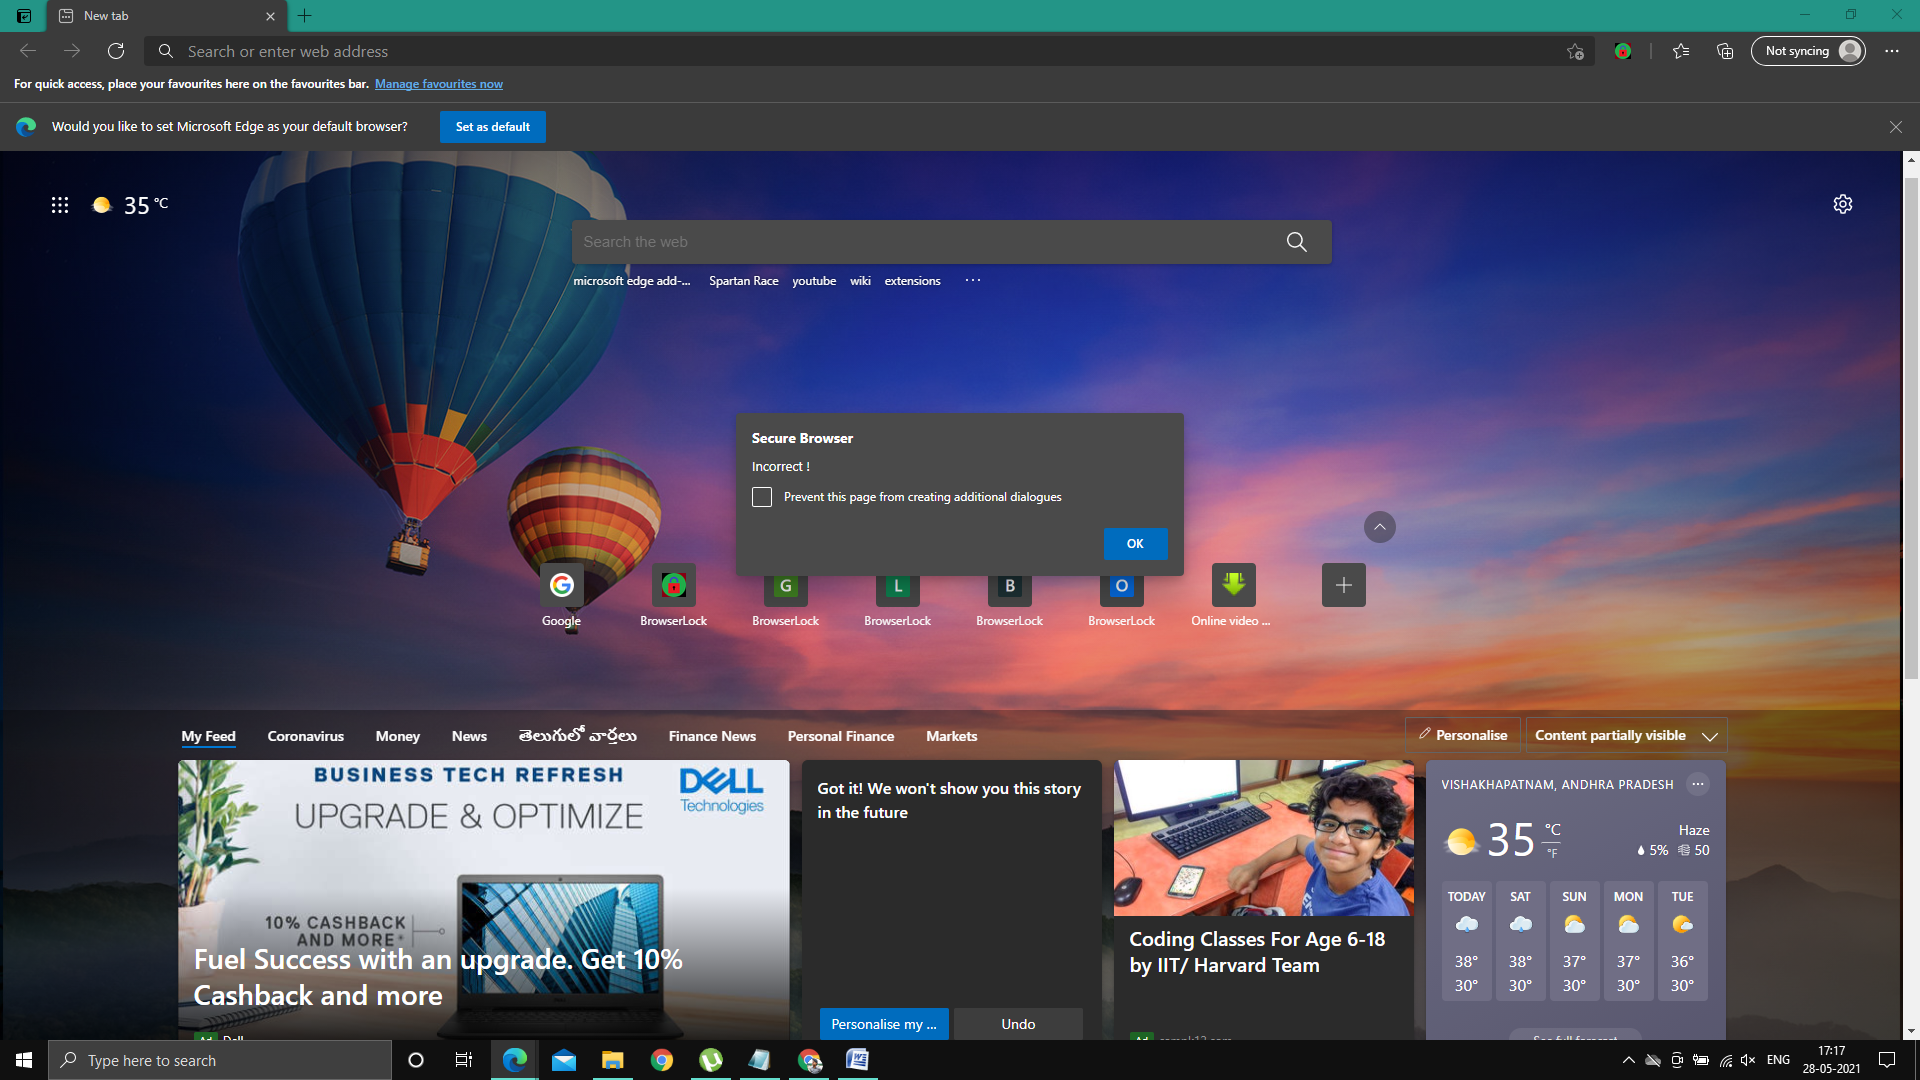 New tab
Search or enter web address
Not syncing
For quick access, place your favourites here on the favourites bar. Manage favourites now
Would you like to set Microsoft Edge as your default browser?
Set as default
35 °C
Search the web
microsoft edge add-... Spartan Race youtube wiki extensions ...
Secure Browser
Incorrect !
Prevent this page from creating additional dialogues
OK
G L B O
Google BrowserLock BrowserLock BrowserLock BrowserLock BrowserLock Online video ...
My Feed Coronavirus Money News తెలుగులో వార్తలు Finance News Personal Finance Markets
Personalise Content partially visible
BUSINESS TECH REFRESH
UPGRADE & OPTIMIZE
DELL
Technologies
10% CASHBACK
AND MORE*
Fuel Success with an upgrade. Get 10%
Cashback and more
Ad Dell
Got it! We won't show you this story
in the future
Personalise my ... Undo
Coding Classes For Age 6-18
by IIT/ Harvard Team
Ad
VISHAKHAPATNAM, ANDHRA PRADESH
35 °C
°F
Haze
5% 50
TODAY SAT SUN MON TUE
38° 38° 37° 37° 36°
30° 30° 30° 30° 30°
See full forecast
Type here to search
ENG
17:17
28-05-2021